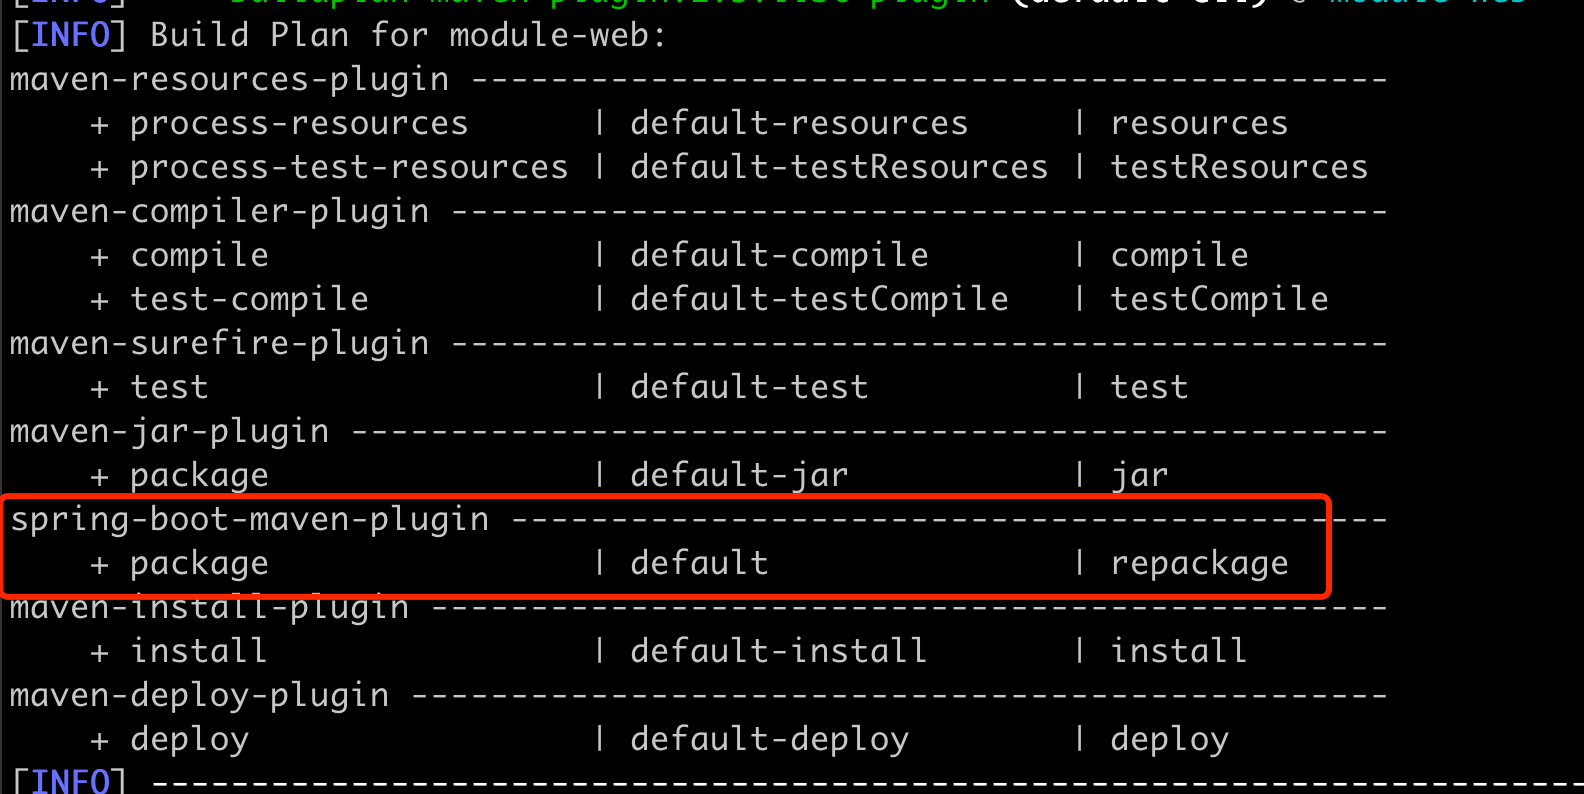 [INFO] Build Plan for module-web:
maven-resources-plugin ----------------------------------------------
    + process-resources      | default-resources     | resources
    + process-test-resources | default-testResources | testResources
maven-compiler-plugin -----------------------------------------------
    + compile                | default-compile       | compile
    + test-compile           | default-testCompile   | testCompile
maven-surefire-plugin -----------------------------------------------
    + test                   | default-test          | test
maven-jar-plugin ----------------------------------------------------
    + package                | default-jar           | jar
spring-boot-maven-plugin --------------------------------------------
    + package                | default               | repackage
maven-install-plugin ------------------------------------------------
    + install                | default-install       | install
maven-deploy-plugin -------------------------------------------------
    + deploy                 | default-deploy        | deploy
[INFO] ------------------------------------------------------------------------